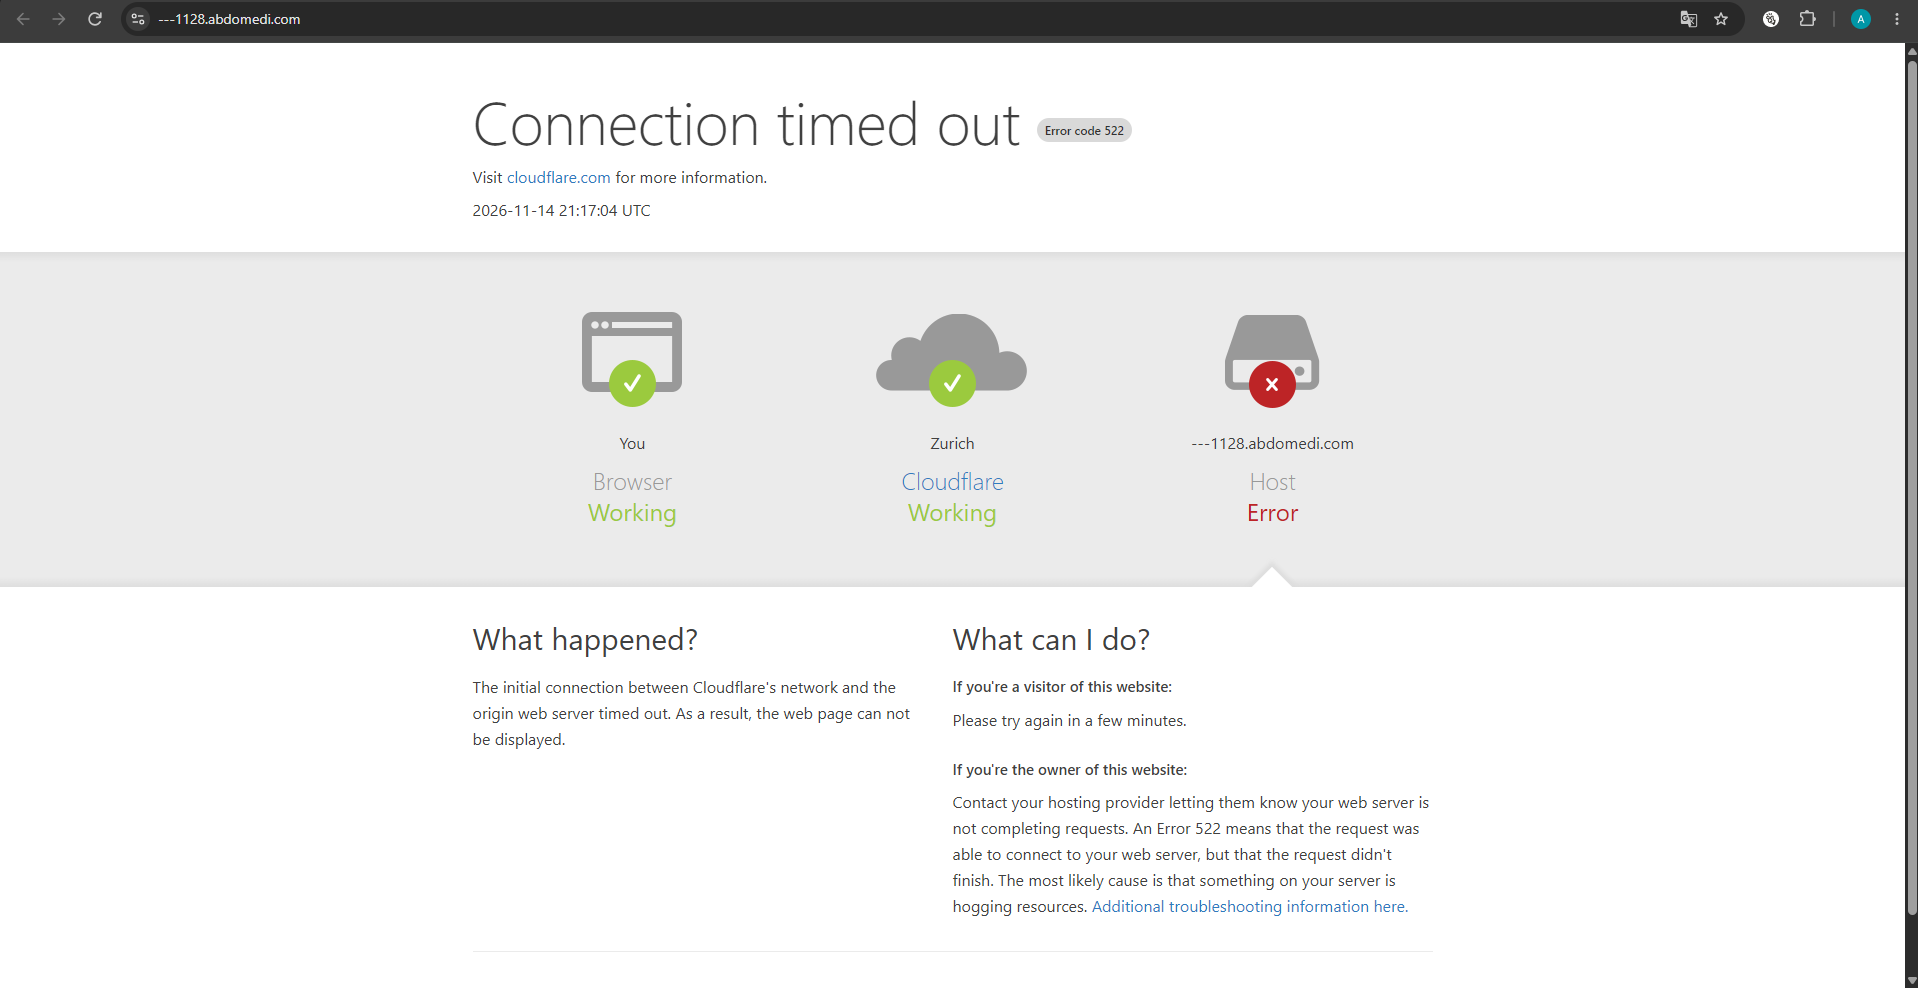 ---1128.abdomedi.com
A
Connection timed out Error code 522
Visit cloudflare.com for more information.
2026-11-14 21:17:04 UTC
You
Browser
Working
Zurich
Cloudflare
Working
---1128.abdomedi.com
Host
Error
What happened?
The initial connection between Cloudflare's network and the
origin web server timed out. As a result, the web page can not
be displayed.
What can I do?
If you're a visitor of this website:
Please try again in a few minutes.
If you're the owner of this website:
Contact your hosting provider letting them know your web server is
not completing requests. An Error 522 means that the request was
able to connect to your web server, but that the request didn't
finish. The most likely cause is that something on your server is
hogging resources. Additional troubleshooting information here.